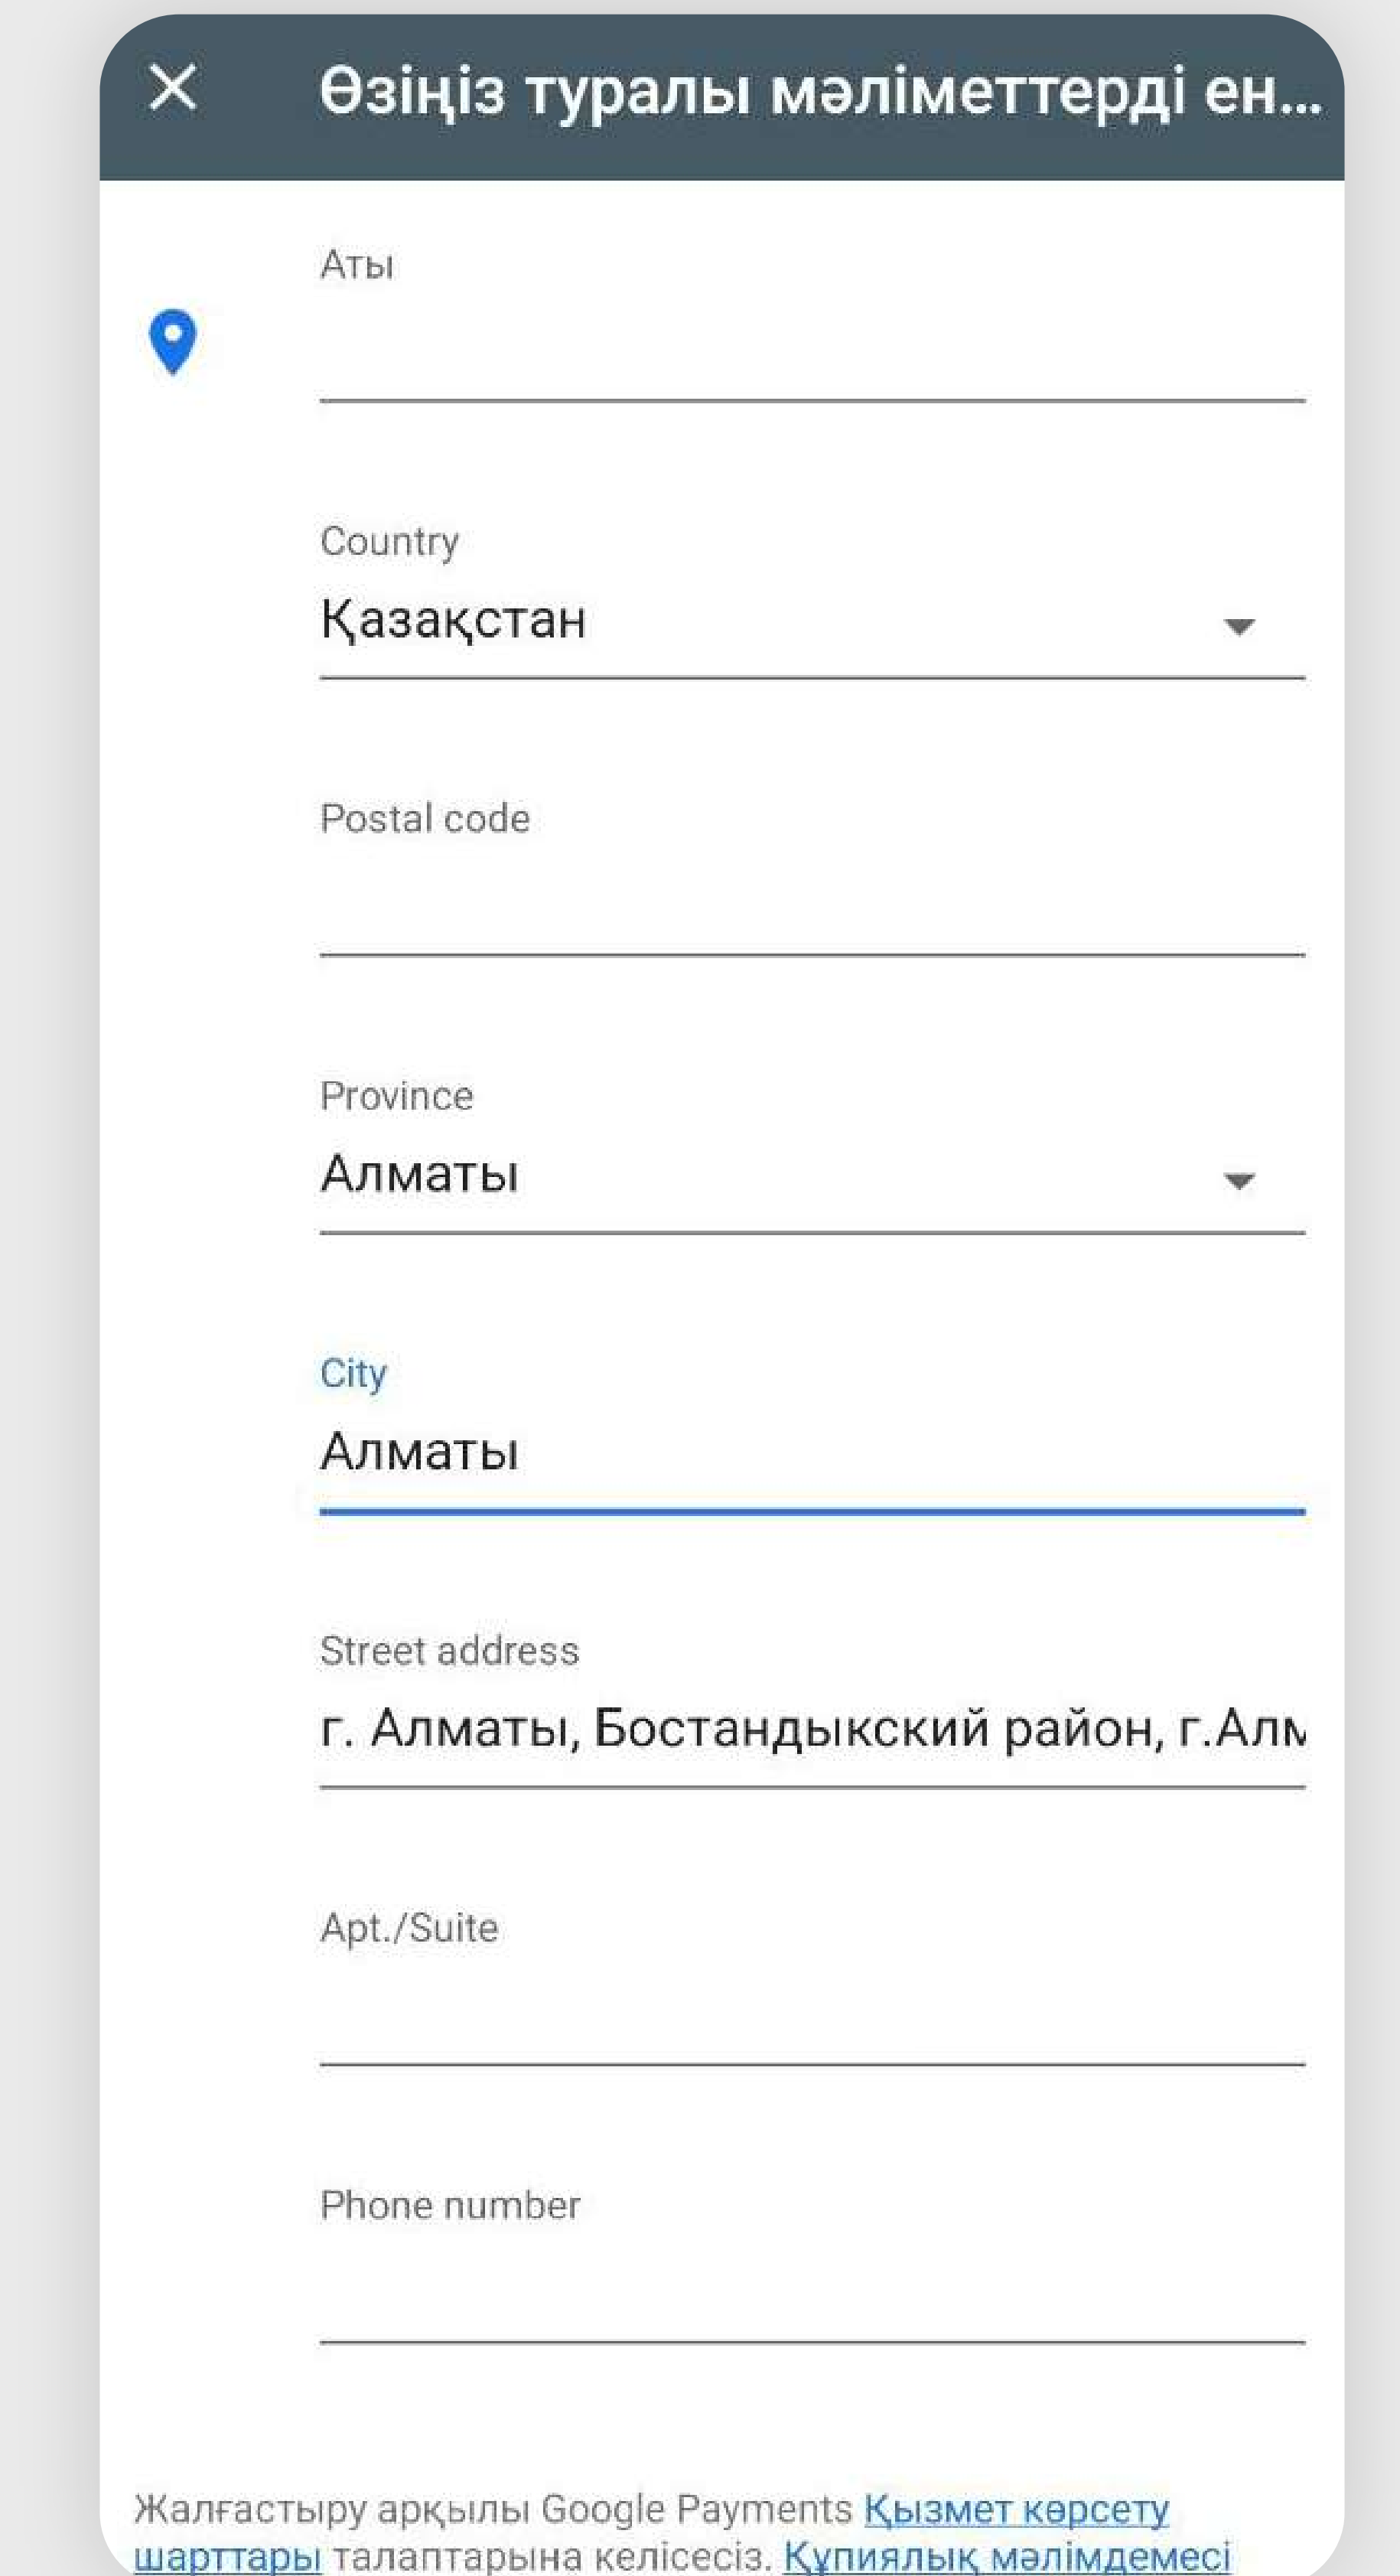 Өзіңіз туралы мәліметтерді ен...
Аты
Country
Қазақстан
Postal code
Province
Алматы
City
Алматы
Street address
г. Алматы, Бостандыкский район, г.Алм
Apt./Suite
Phone number
Жалғастыру арқылы Google Payments Қызмет көрсету
шарттары талаптарына келісесіз. Құпиялық мәлімдемесі